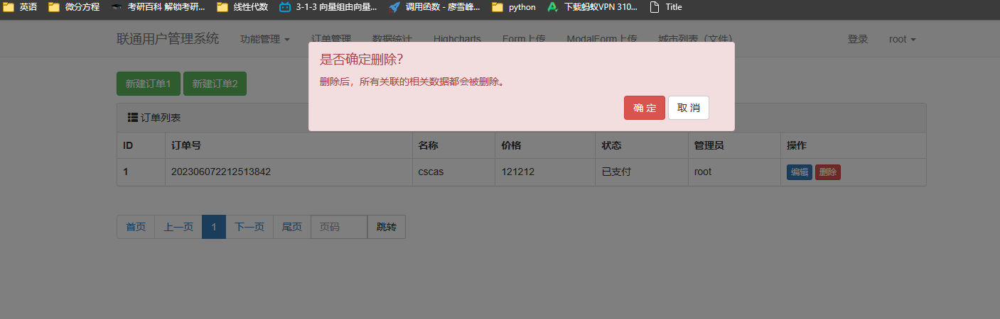 英语 微分方程 考研百科 解锁考研... 线性代数 3-1-3 向量组由向量... 调用函数 - 廖雪峰... python 下载蚂蚁VPN 310... Title
联通用户管理系统 功能管理 订单管理 数据统计 Highcharts Form上传 ModalForm上传 城市列表（文件） 登录 root
是否确定删除？
新建订单1 新建订单2
删除后，所有关联的相关数据都会被删除。
确 定 取 消
订单列表
ID 订单号 名称 价格 状态 管理员 操作
1 202306072212513842 cscas 121212 已支付 root 编辑 删除
首页 上一页 1 下一页 尾页 页码 跳转